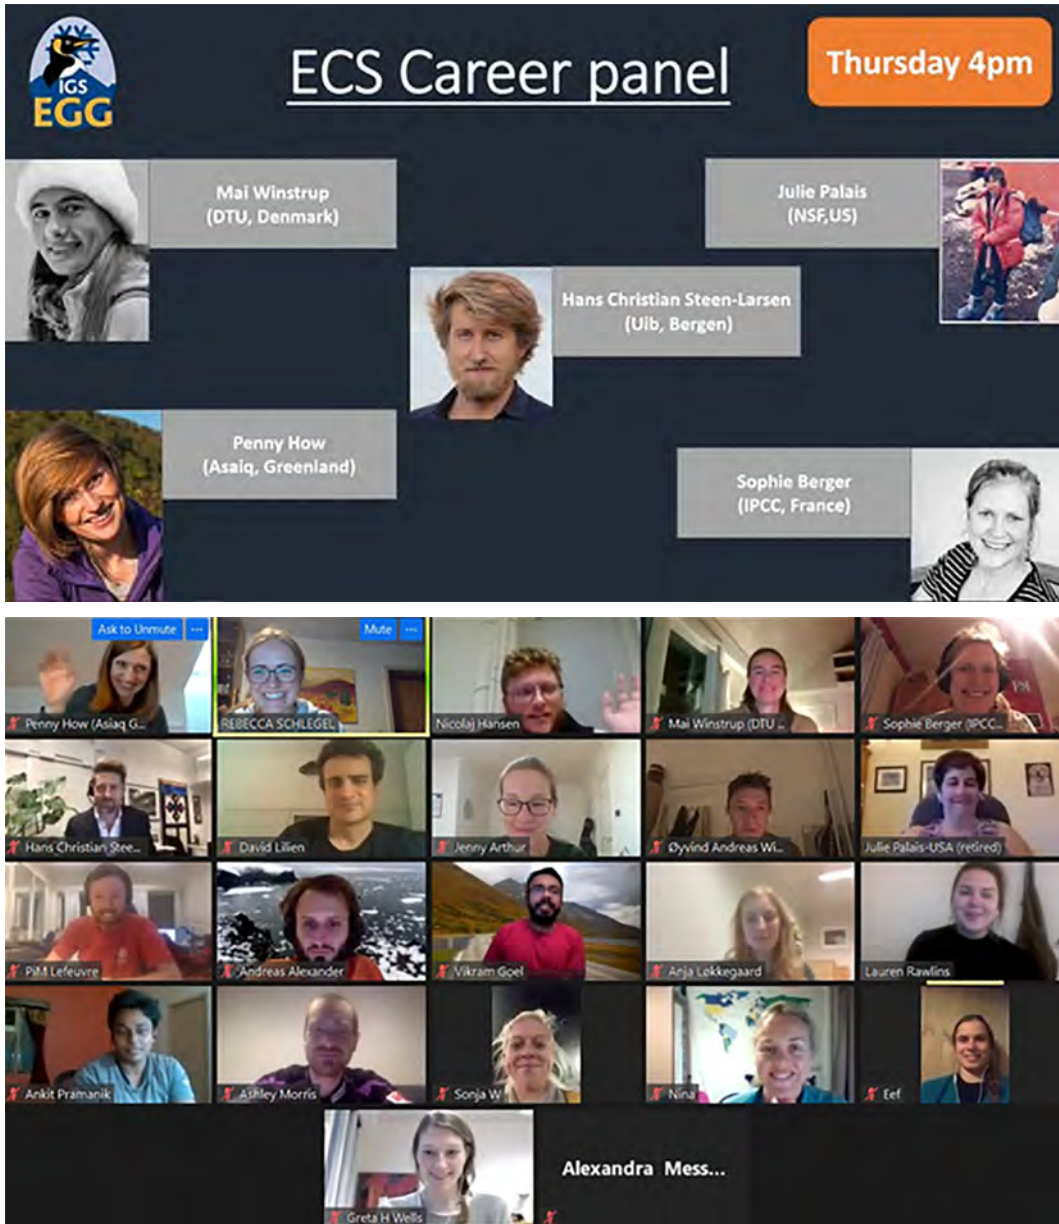 IGS
EGG
ECS Career panel
Thursday 4pm
Mai Winstrup
(DTU, Denmark)
Julie Palais
(NSF,US)
Hans Christian Steen-Larsen
(Uib, Bergen)
Penny How
(Asaiq, Greenland)
Sophie Berger
(IPCC, France)
Ask to Unmute ...
Mute ...
Penny How (Asiaq G...
REBECCA SCHLEGEL
Nicolaj Hansen
Mai Winstrup (DTU ...
Sophie Berger (IPCC...
Hans Christian Stee...
David Lilien
Jenny Arthur
Øyvind Andreas Wi...
Julie Palais-USA (retired)
PiM Lefeuvre
Andreas Alexander
Vikram Goel
Anja Løkkegaard
Lauren Rawlins
Ankit Pramanik
Ashley Morris
Sonja W
Nina
Eef
Greta H Wells
Alexandra Mess...